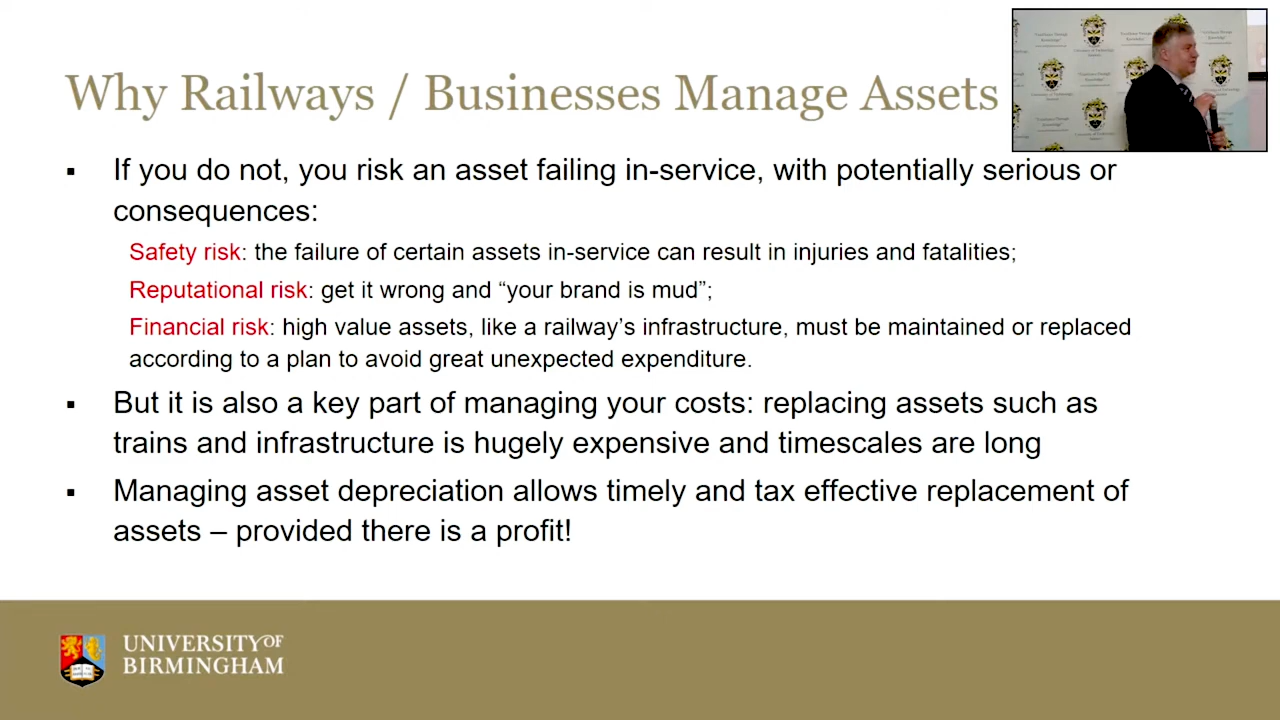 Why Railways / Businesses Manage Assets
▪ If you do not, you risk an asset failing in-service, with potentially serious or
consequences:
Safety risk: the failure of certain assets in-service can result in injuries and fatalities;
Reputational risk: get it wrong and “your brand is mud”;
Financial risk: high value assets, like a railway’s infrastructure, must be maintained or replaced
according to a plan to avoid great unexpected expenditure.
▪ But it is also a key part of managing your costs: replacing assets such as
trains and infrastructure is hugely expensive and timescales are long
▪ Managing asset depreciation allows timely and tax effective replacement of
assets – provided there is a profit!
UNIVERSITY OF
BIRMINGHAM